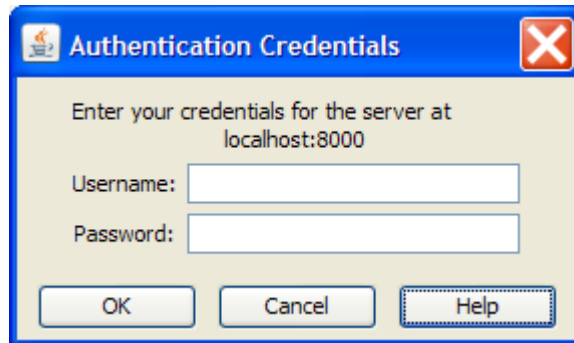 Authentication Credentials
Enter your credentials for the server at
localhost:8000
Username:
Password:
OK Cancel Help